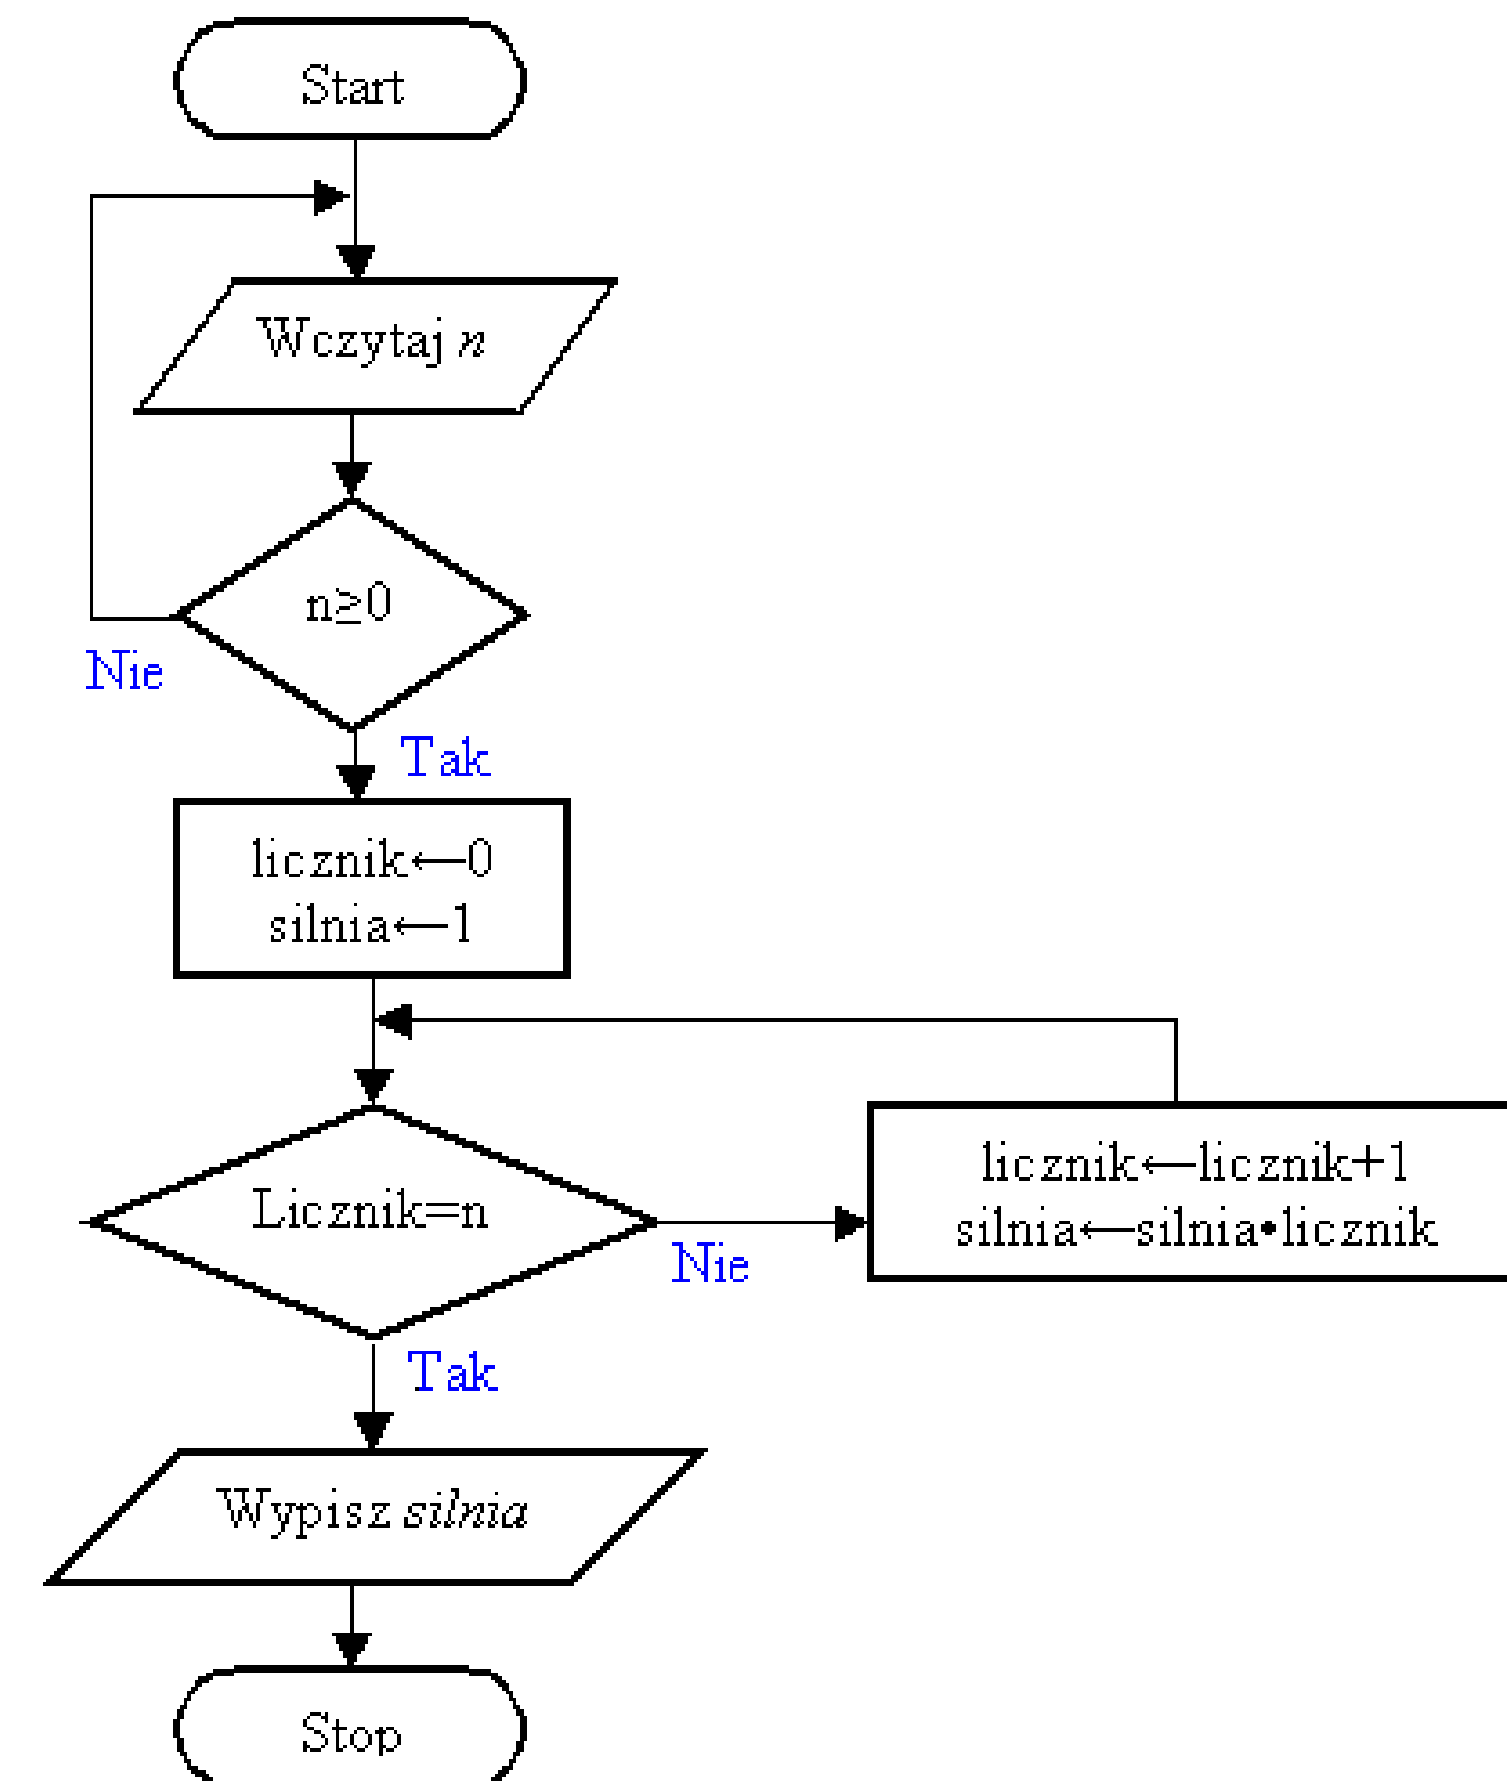 Start
Wczytaj n
n≥0
Nie
Tak
licznik←0
silnia←1
Licznik=n
Nie
licznik←licznik+1
silnia←silnia•licznik
Tak
Wypisz silnia
Stop